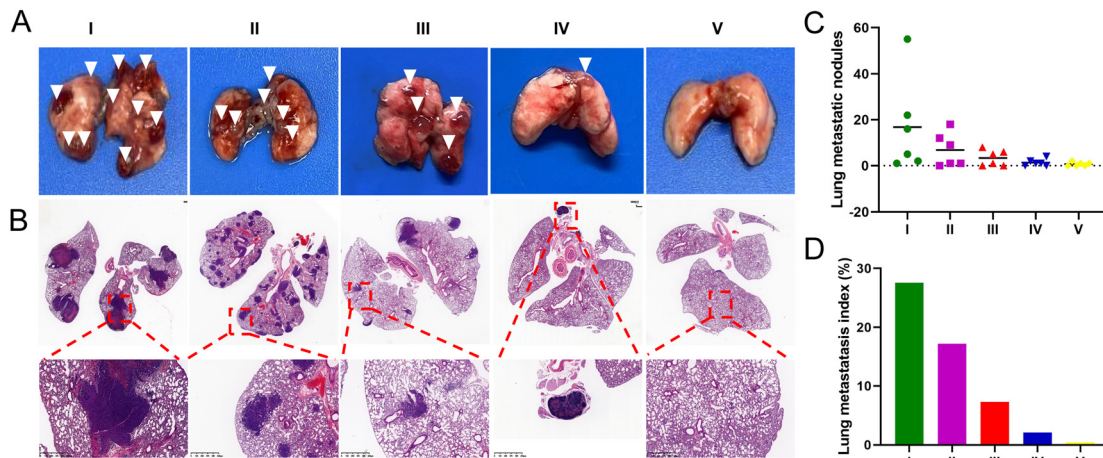 A
I
II
III
IV
V
B
C
Lung metastatic nodules
60
40
20
0
-20
I
II
III
IV
V
D
Lung metastatasis index (%)
30
20
10
0